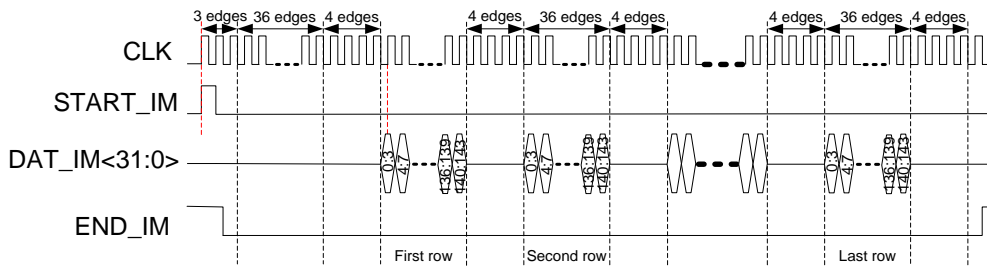 3 edges 36 edges 4 edges 4 edges 36 edges 4 edges 4 edges 36 edges 4 edges
CLK
START_IM
DAT_IM<31:0>
0:3 4:7 136:139 140:143 0:3 4:7 136:139 140:143 0:3 4:7 136:139 140:143
END_IM
First row Second row Last row